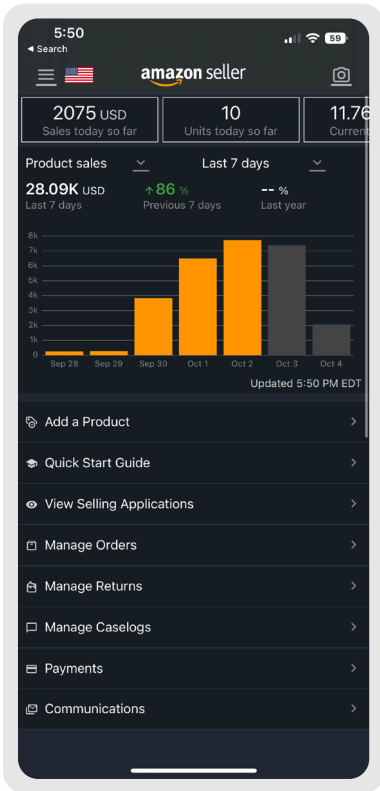 5:50
59
◄ Search
amazon seller
2075 USD
Sales today so far
10
Units today so far
11.76
Current
Product sales
Last 7 days
28.09K USD
Last 7 days
↑86 %
Previous 7 days
-- %
Last year
8k
7k
6k
5k
4k
3k
2k
1k
0
Sep 28 Sep 29 Sep 30 Oct 1 Oct 2 Oct 3 Oct 4
Updated 5:50 PM EDT
Add a Product
Quick Start Guide
View Selling Applications
Manage Orders
Manage Returns
Manage Caselogs
Payments
Communications